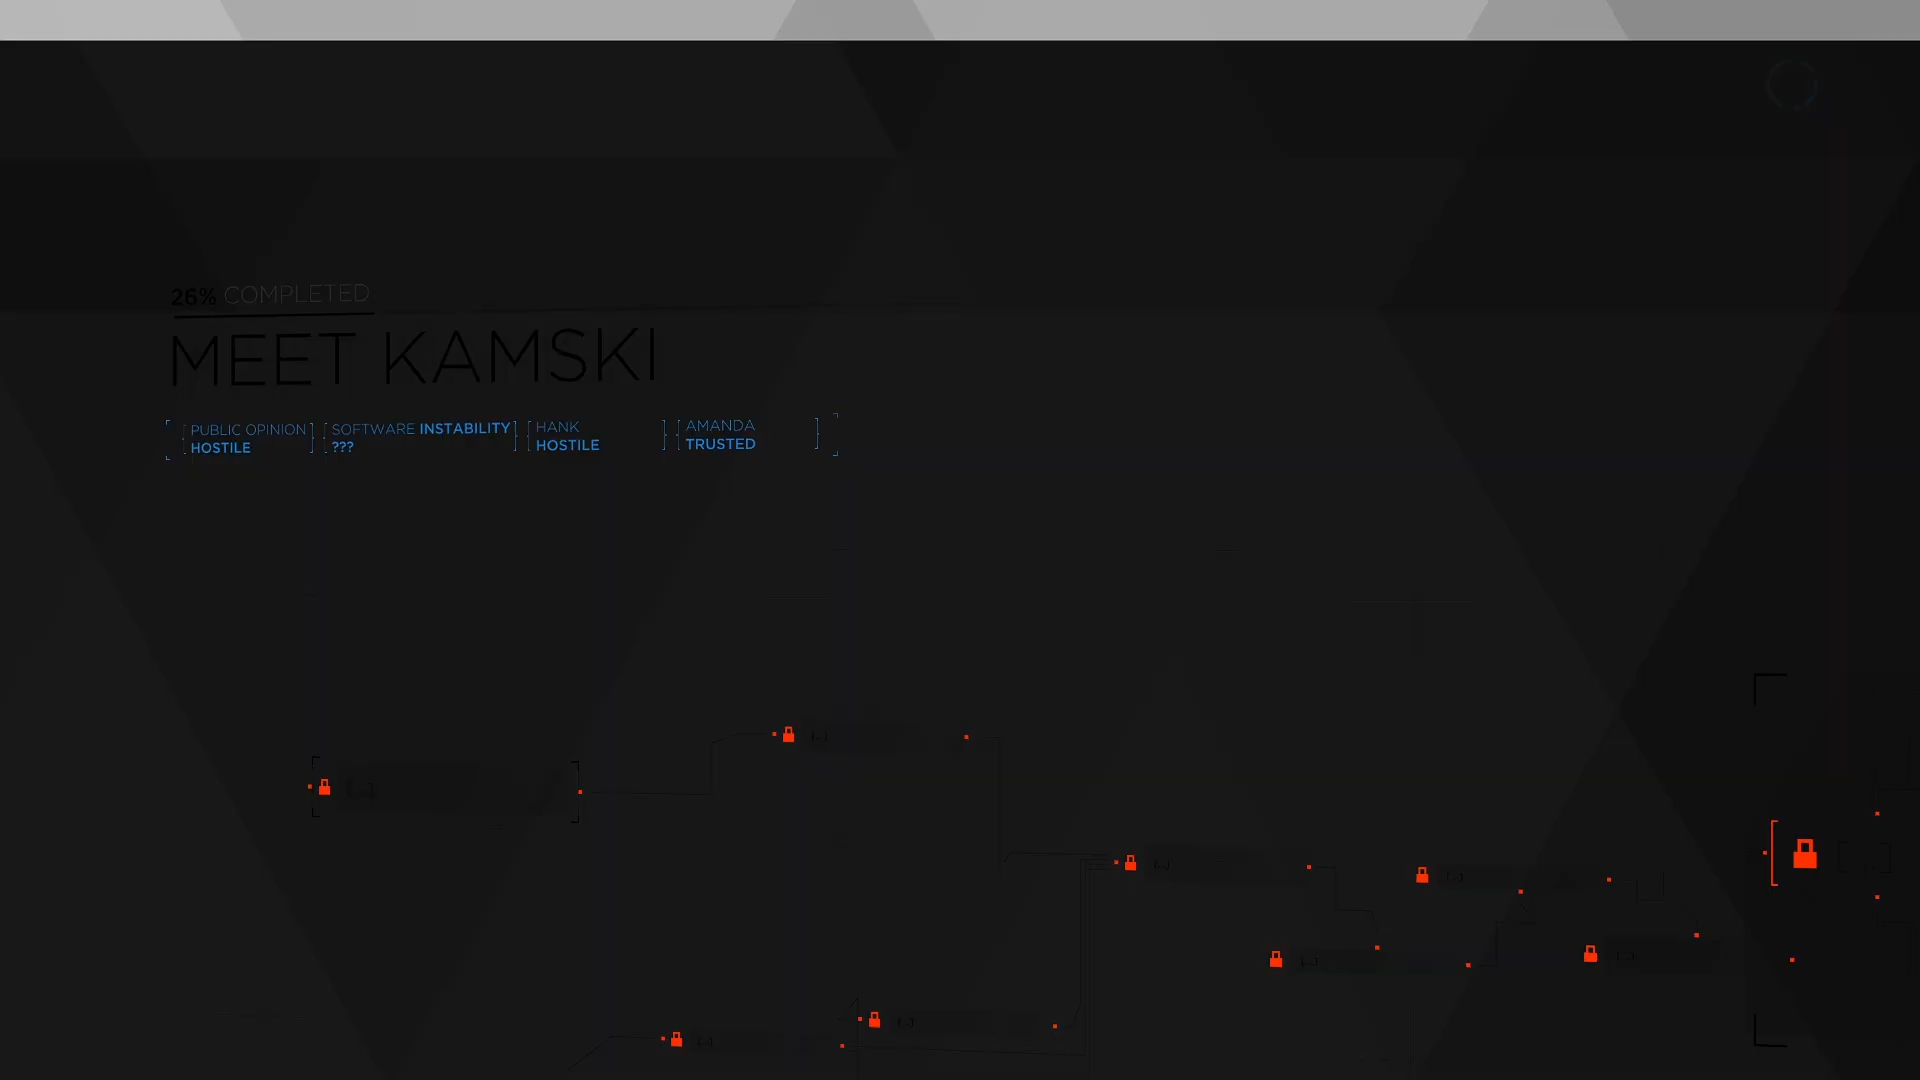 26% COMPLETED
MEET KAMSKI
PUBLIC OPINION
HOSTILE
SOFTWARE INSTABILITY
???
HANK
HOSTILE
AMANDA
TRUSTED